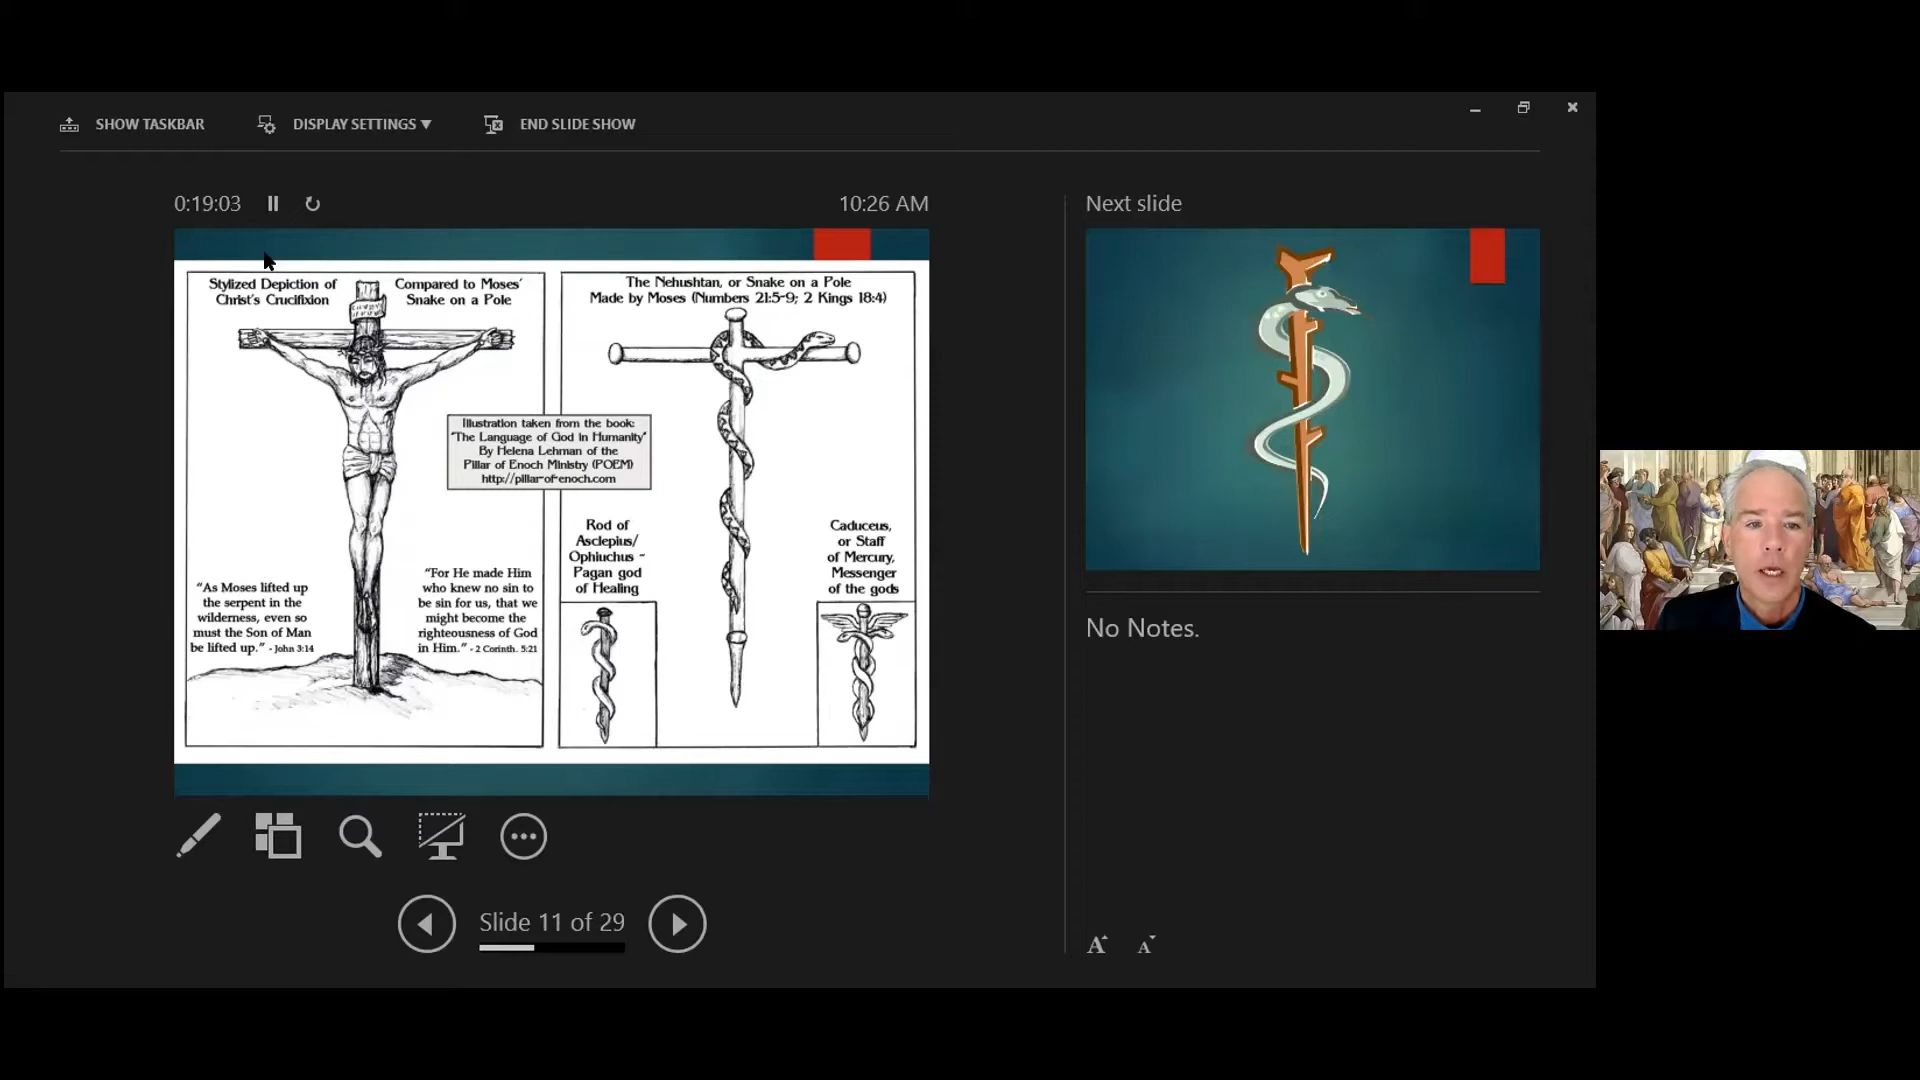 SHOW TASKBAR
DISPLAY SETTINGS
END SLIDE SHOW
0:19:03
10:26 AM
Stylized Depiction of
Christ's Crucifixion
Compared to Moses'
Snake on a Pole
"As Moses lifted up
the serpent in the
wilderness, even so
must the Son of Man
be lifted up." - John 3:14
"For He made Him
who knew no sin to
be sin for us, that we
might become the
righteousness of God
in Him." - 2 Corinth. 5:21
Illustration taken from the book:
"The Language of God in Humanity"
By Helena Lehman of the
Pillar of Enoch Ministry (POEM)
http://pillar-of-enoch.com
The Nehushtan, or Snake on a Pole
Made by Moses (Numbers 21:5-9; 2 Kings 18:4)
Rod of
Asclepius/
Ophiuchus -
Pagan god
of Healing
Caduceus,
or Staff
of Mercury,
Messenger
of the gods
Slide 11 of 29
Next slide
No Notes.
A A